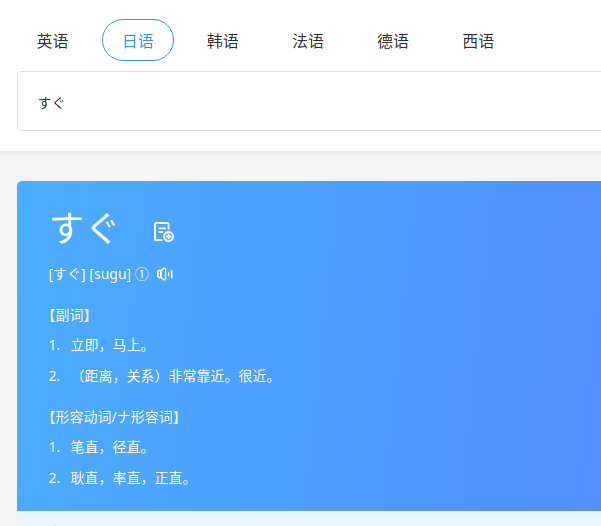 英语 日语 韩语 法语 德语 西语
すぐ
すぐ
[すぐ] [sugu] ①
【副词】
1. 立即，马上。
2. （距离，关系）非常靠近。很近。
【形容动词/ナ形容词】
1. 笔直，径直。
2. 耿直，率直，正直。